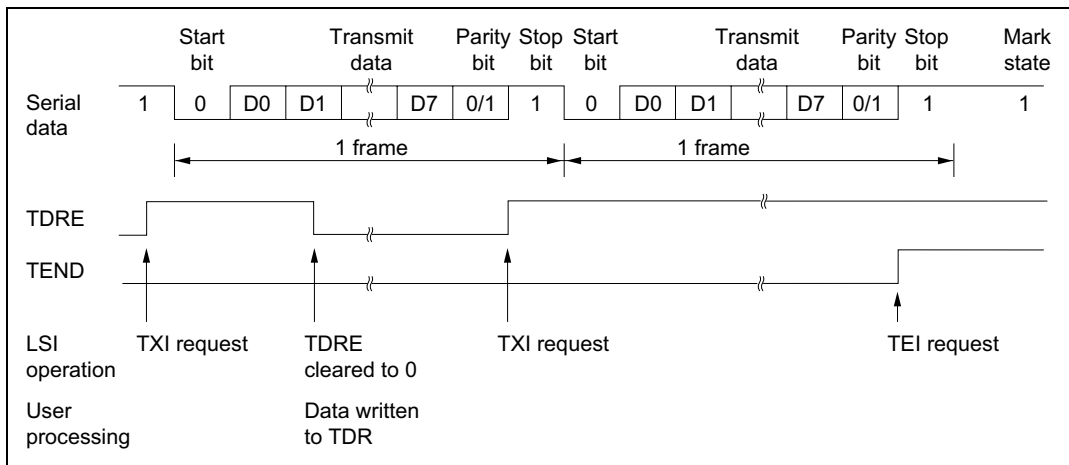 Start bit
Transmit data
Parity bit
Stop bit
Start bit
Transmit data
Parity bit
Stop bit
Mark state
Serial data
1 0 D0 D1 D7 0/1 1 0 D0 D1 D7 0/1 1 1
1 frame 1 frame
TDRE
TEND
LSI operation
TXI request
TDRE cleared to 0
TXI request
TEI request
User processing
Data written to TDR